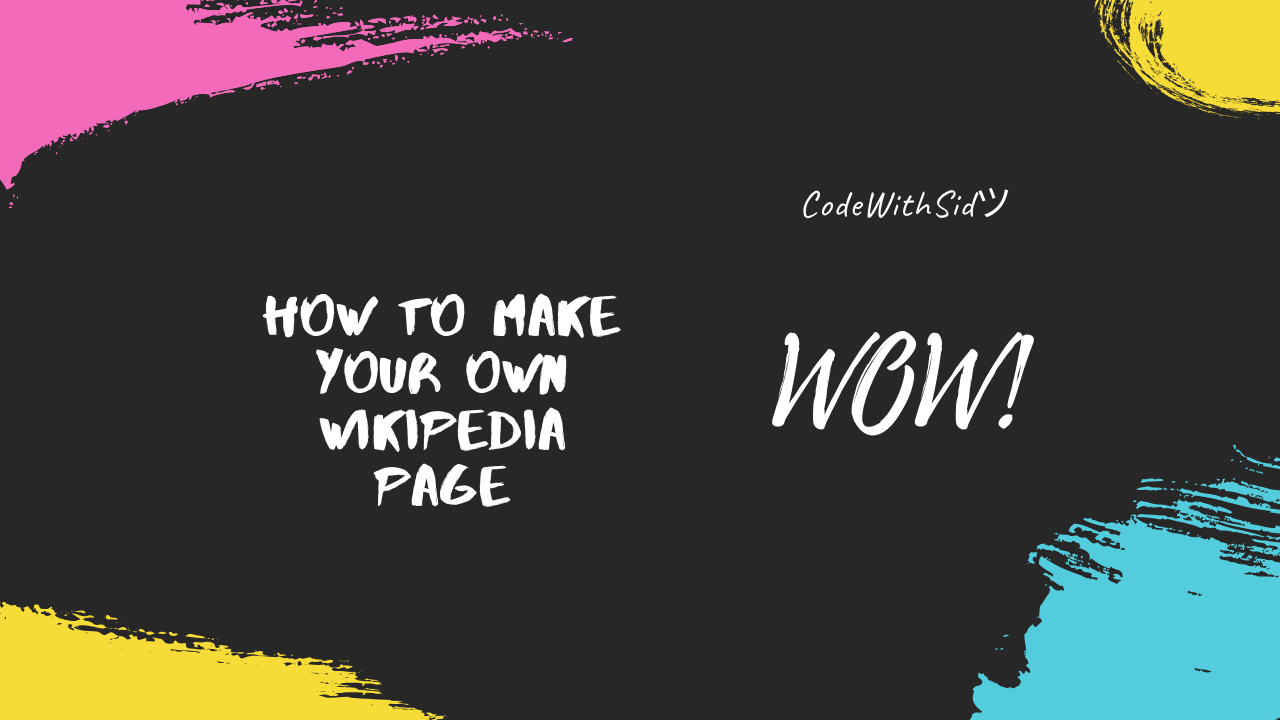 CodeWithSidツ
HOW TO MAKE
YOUR OWN
WIKIPEDIA
PAGE
WOW!